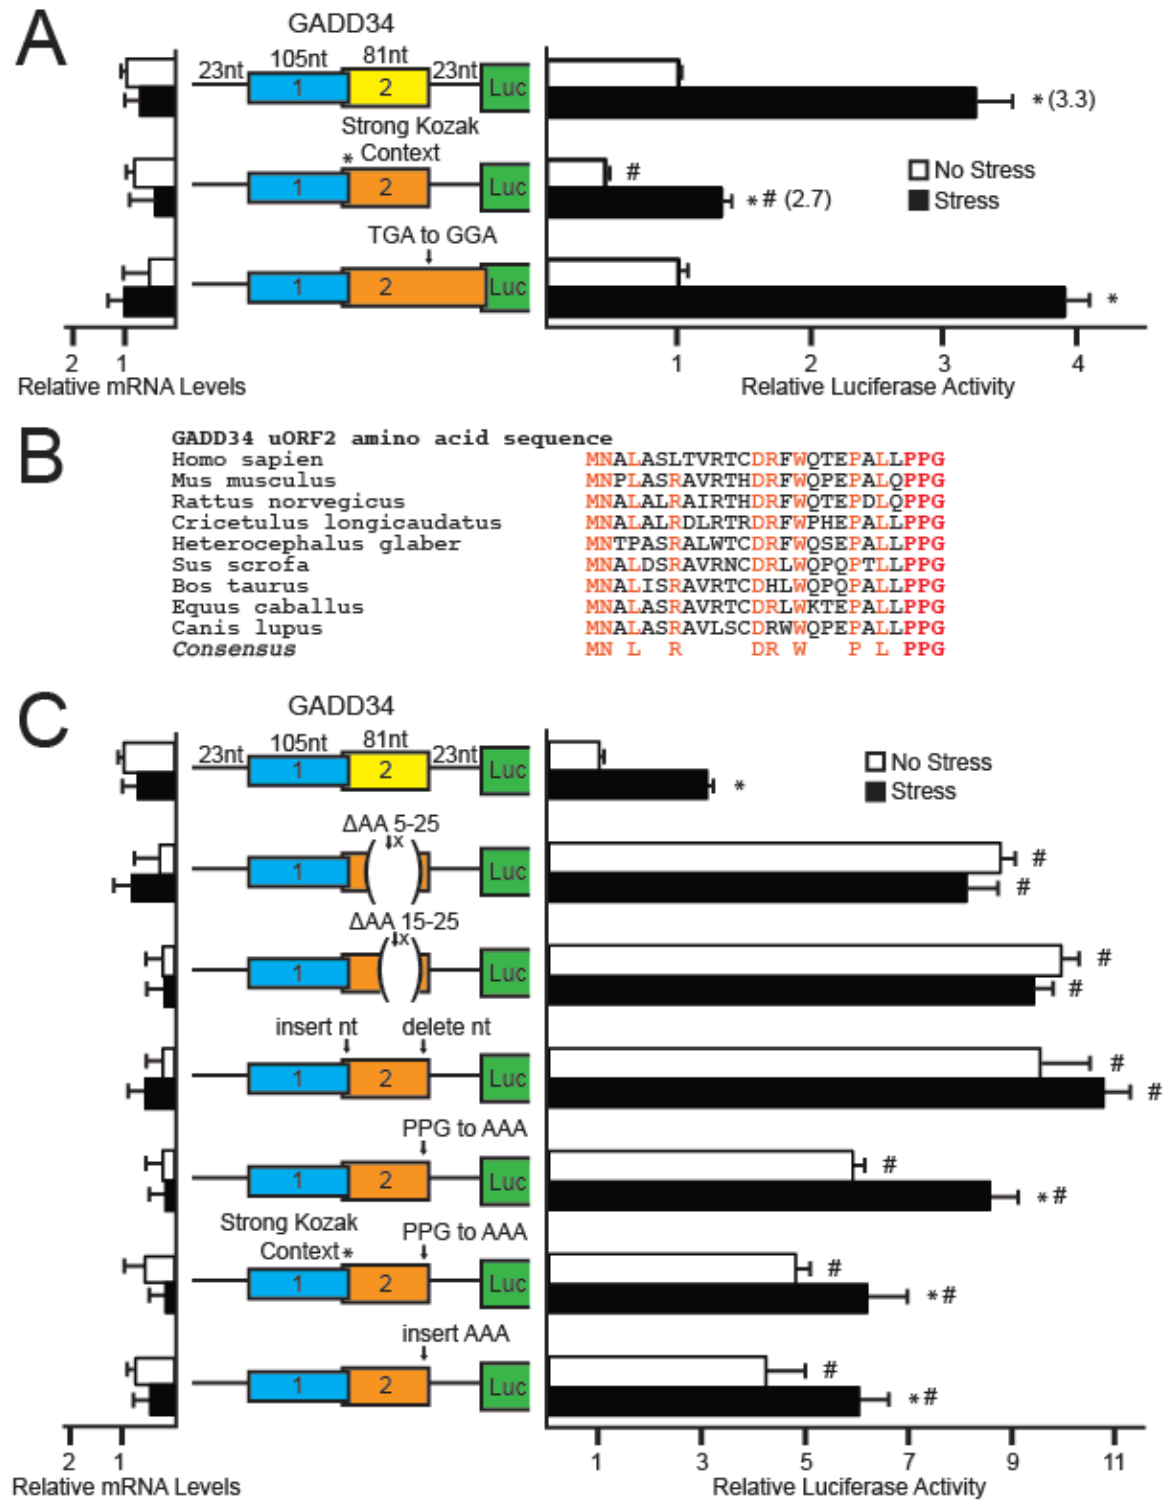 A
GADD34
23nt 105nt 81nt 23nt
1 2 Luc
* (3.3)
Strong Kozak
* Context
1 2 Luc
#
* # (2.7)
No Stress
Stress
TGA to GGA
1 2 Luc
*
2 1
Relative mRNA Levels
1 2 3 4
Relative Luciferase Activity
B
GADD34 uORF2 amino acid sequence
Homo sapien MNALASLTVRTCDRFWQTEPALLPPG
Mus musculus MNPLASRAVRTHDRFWQPEPALQPPG
Rattus norvegicus MNALALRAIRTHDRFWQTEPDLQPPG
Cricetulus longicaudatus MNALALRDLRTRDRFWPHEPALLPPG
Heterocephalus glaber MNTPASRALWTCDRFWQSEPALLPPG
Sus scrofa MNALDSRAVRNCDRLWQPQPTLLPPG
Bos taurus MNALISRAVRTCDHLWQPQPALLPPG
Equus caballus MNALASRAVRTCDRLWKTEPALLPPG
Canis lupus MNALASRAVLSCDRWWQPEPALLPPG
Consensus MN L R DR W P L PPG
C
GADD34
23nt 105nt 81nt 23nt
1 2 Luc
*
No Stress
Stress
ΔAA 5-25
x
1 Luc
#
#
ΔAA 15-25
x
1 Luc
#
#
insert nt delete nt
1 2 Luc
#
#
PPG to AAA
1 2 Luc
#
*#
Strong Kozak
Context *
PPG to AAA
1 2 Luc
#
*#
insert AAA
1 2 Luc
#
*#
2 1
Relative mRNA Levels
1 3 5 7 9 11
Relative Luciferase Activity